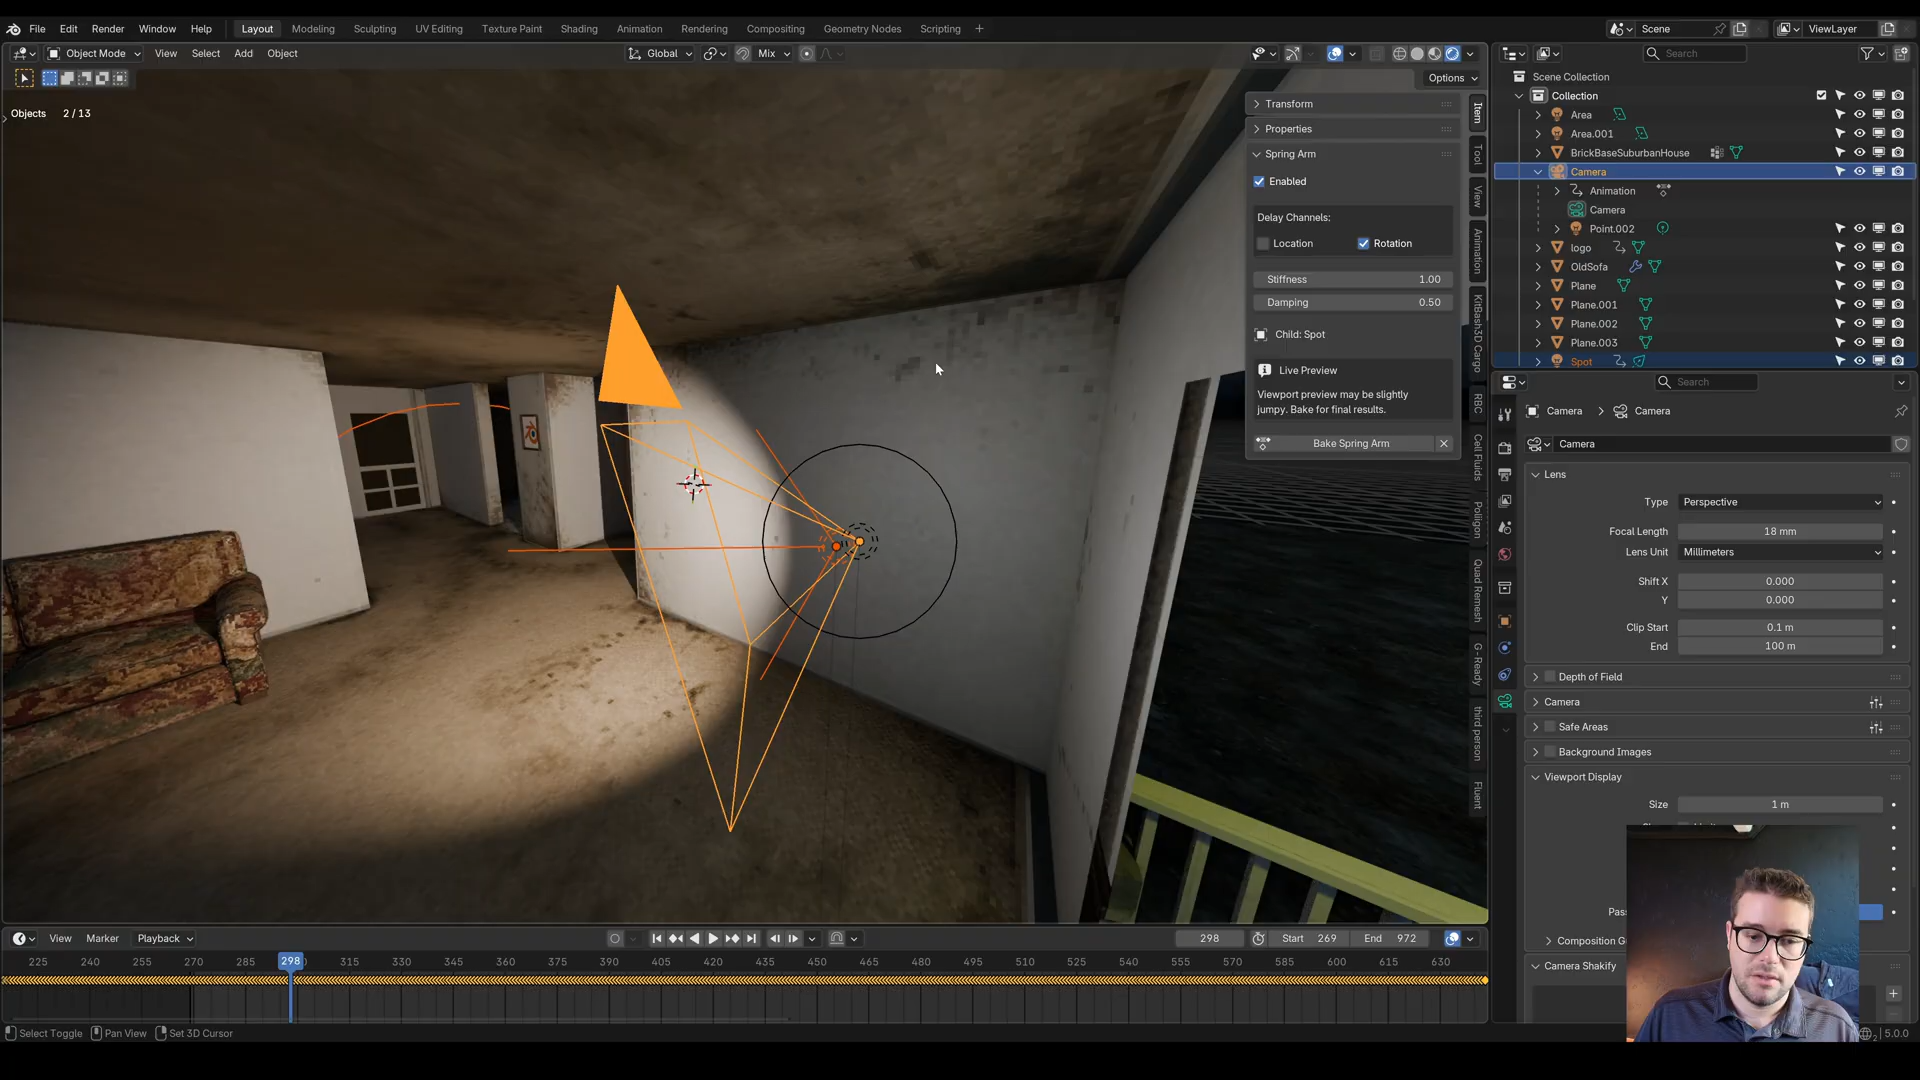 File Edit Render Window Help Layout Modeling Sculpting UV Editing Texture Paint Shading Animation Rendering Compositing Geometry Nodes Scripting + Scene ViewLayer
Object Mode View Select Add Object Global Mix Search
Options
Objects 2 / 13
Transform
Properties
Spring Arm
Enabled
Delay Channels:
Location Rotation
Stiffness 1.00
Damping 0.50
Child: Spot
Live Preview
Viewport preview may be slightly
jumpy. Bake for final results.
Bake Spring Arm
Item
Tool
View
Animation
KitBash3D Cargo
RBC
Cell Fluids
Poliigon
Quad Remesh
G-Ready
third person
Fluent
Scene Collection
Collection
Area
Area.001
BrickBaseSuburbanHouse
Camera
Animation
Camera
Point.002
logo
OldSofa
Plane
Plane.001
Plane.002
Plane.003
Spot
Search
Camera > Camera
Camera
Lens
Type Perspective
Focal Length 18 mm
Lens Unit Millimeters
Shift X 0.000
Y 0.000
Clip Start 0.1 m
End 100 m
Depth of Field
Camera
Safe Areas
Background Images
Viewport Display
Size 1 m
Composition G
Camera Shakify
View Marker Playback 298 Start 269 End 972
225 240 255 270 285 298 315 330 345 360 375 390 405 420 435 450 465 480 495 510 525 540 555 570 585 600 615 630
Select Toggle Pan View Set 3D Cursor 5.0.0